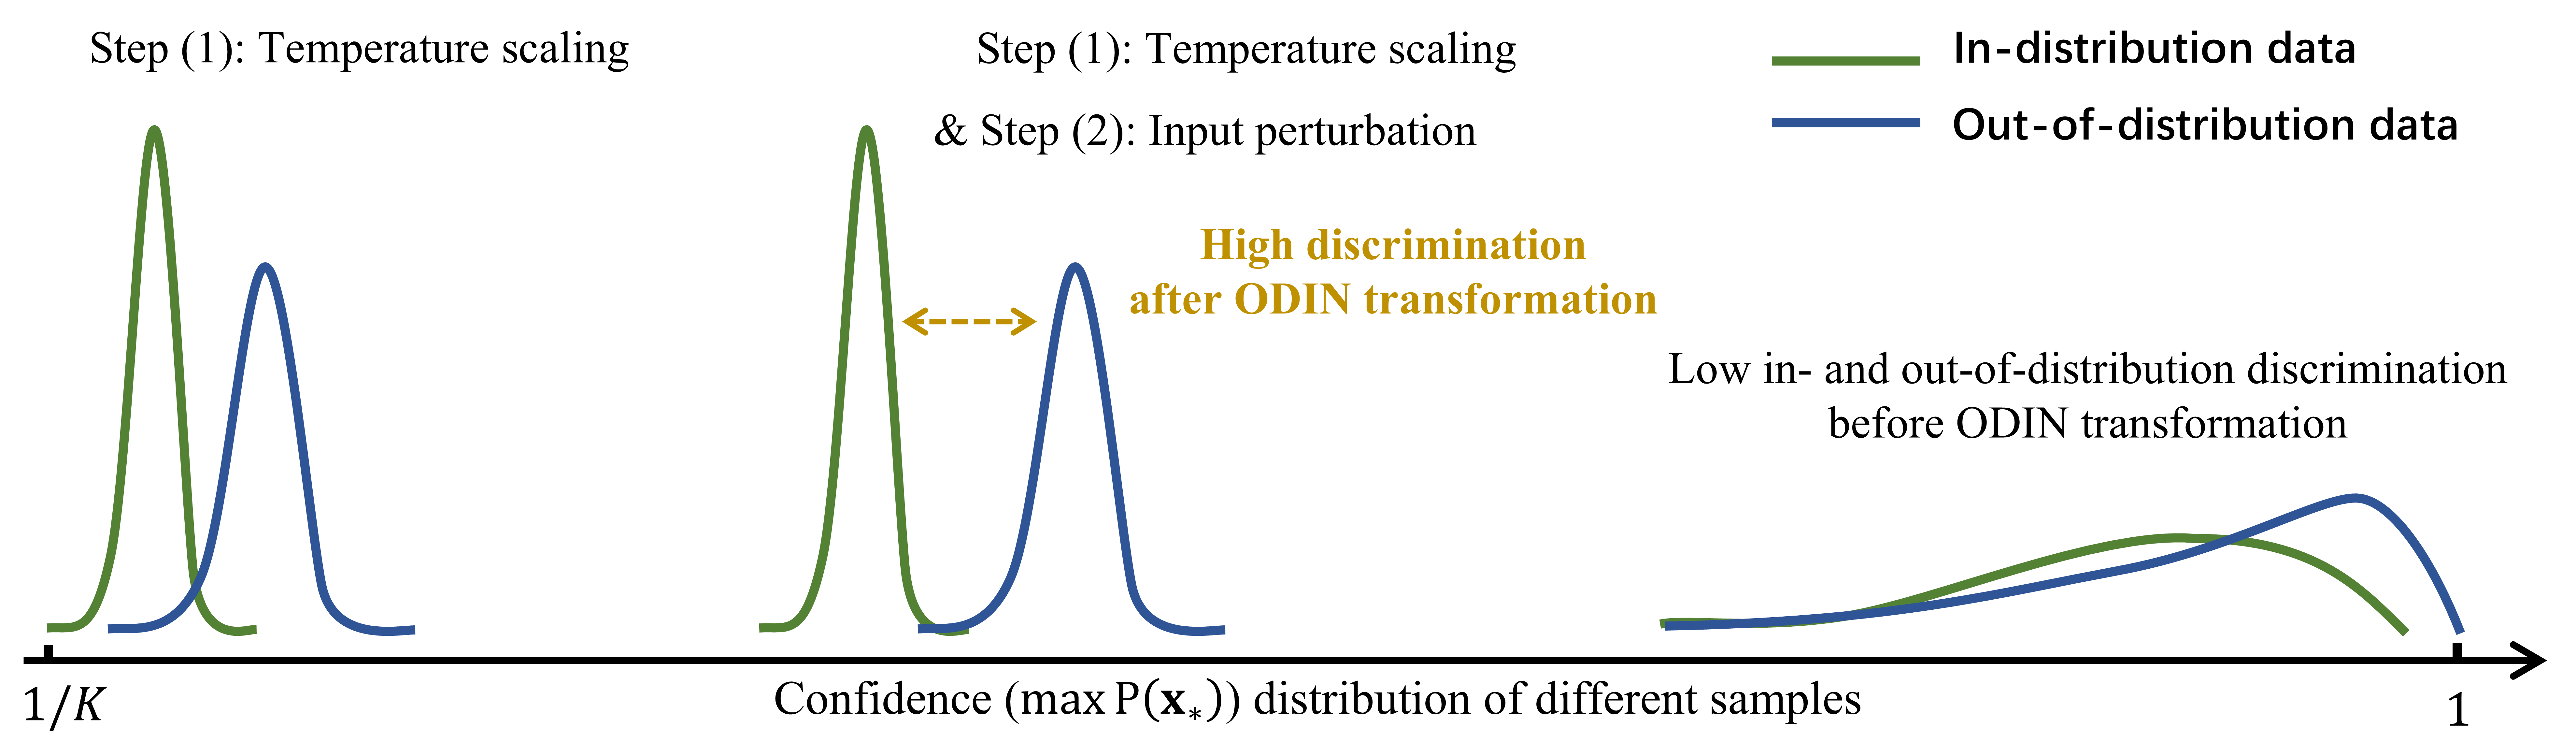 Step (1): Temperature scaling
Step (1): Temperature scaling
& Step (2): Input perturbation
In-distribution data
Out-of-distribution data
High discrimination
after ODIN transformation
Low in- and out-of-distribution discrimination
before ODIN transformation
1/K
Confidence (max P(𝐱∗)) distribution of different samples
1